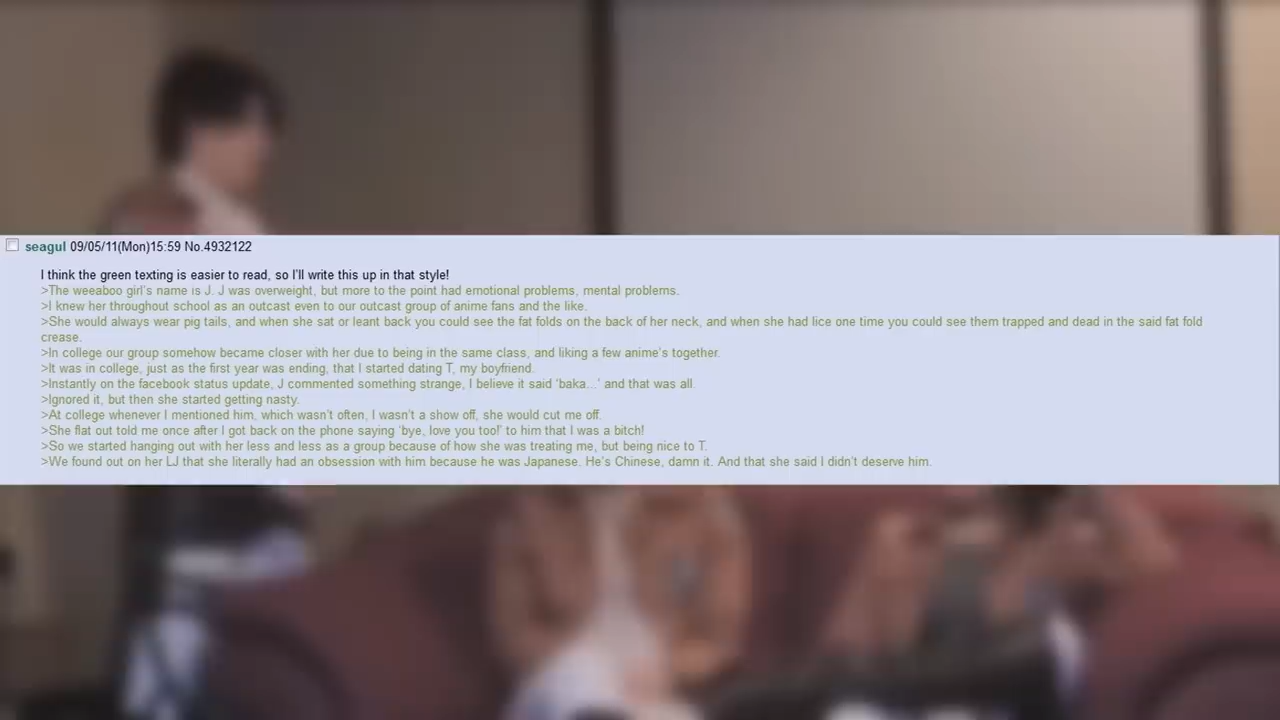 seagul 09/05/11(Mon)15:59 No.4932122
I think the green texting is easier to read, so I'll write this up in that style!
>The weeaboo girl's name is J. J was overweight, but more to the point had emotional problems, mental problems.
>I knew her throughout school as an outcast even to our outcast group of anime fans and the like.
>She would always wear pig tails, and when she sat or leant back you could see the fat folds on the back of her neck, and when she had lice one time you could see them trapped and dead in the said fat fold
crease.
>In college our group somehow became closer with her due to being in the same class, and liking a few anime's together.
>It was in college, just as the first year was ending, that I started dating T, my boyfriend.
>Instantly on the facebook status update, J commented something strange, I believe it said 'baka...' and that was all.
>Ignored it, but then she started getting nasty.
>At college whenever I mentioned him, which wasn't often, I wasn't a show off, she would cut me off.
>She flat out told me once after I got back on the phone saying 'bye, love you too!' to him that I was a bitch!
>So we started hanging out with her less and less as a group because of how she was treating me, but being nice to T.
>We found out on her LJ that she literally had an obsession with him because he was Japanese. He's Chinese, damn it. And that she said I didn't deserve him.